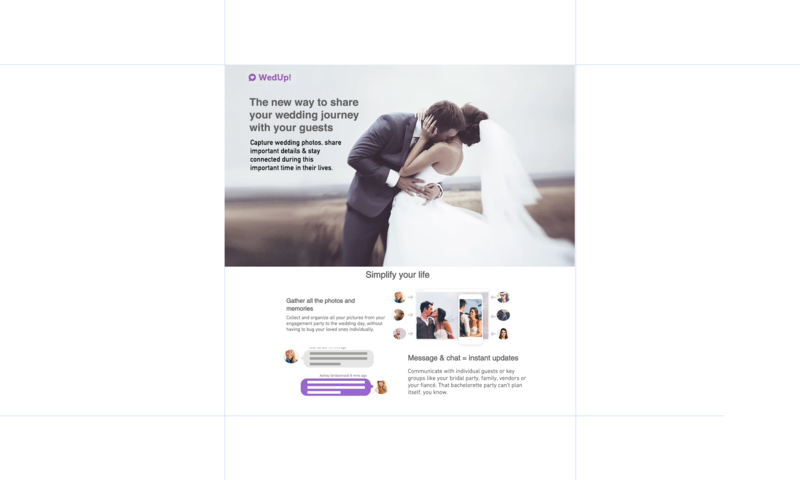 WedUp!
The new way to share
your wedding journey
with your guests
Capture wedding photos, share
important details & stay
connected during this
important time in their lives.
Simplify your life
Gather all the photos and
memories
Collect and organize all your pictures from your
engagement party to the wedding day, without
having to bug your loved ones individually.
Message & chat = instant updates
Communicate with individual guests or key
groups like your bridal party, family, vendors or
your fiancé. That bachelorette party can't plan
itself, you know.